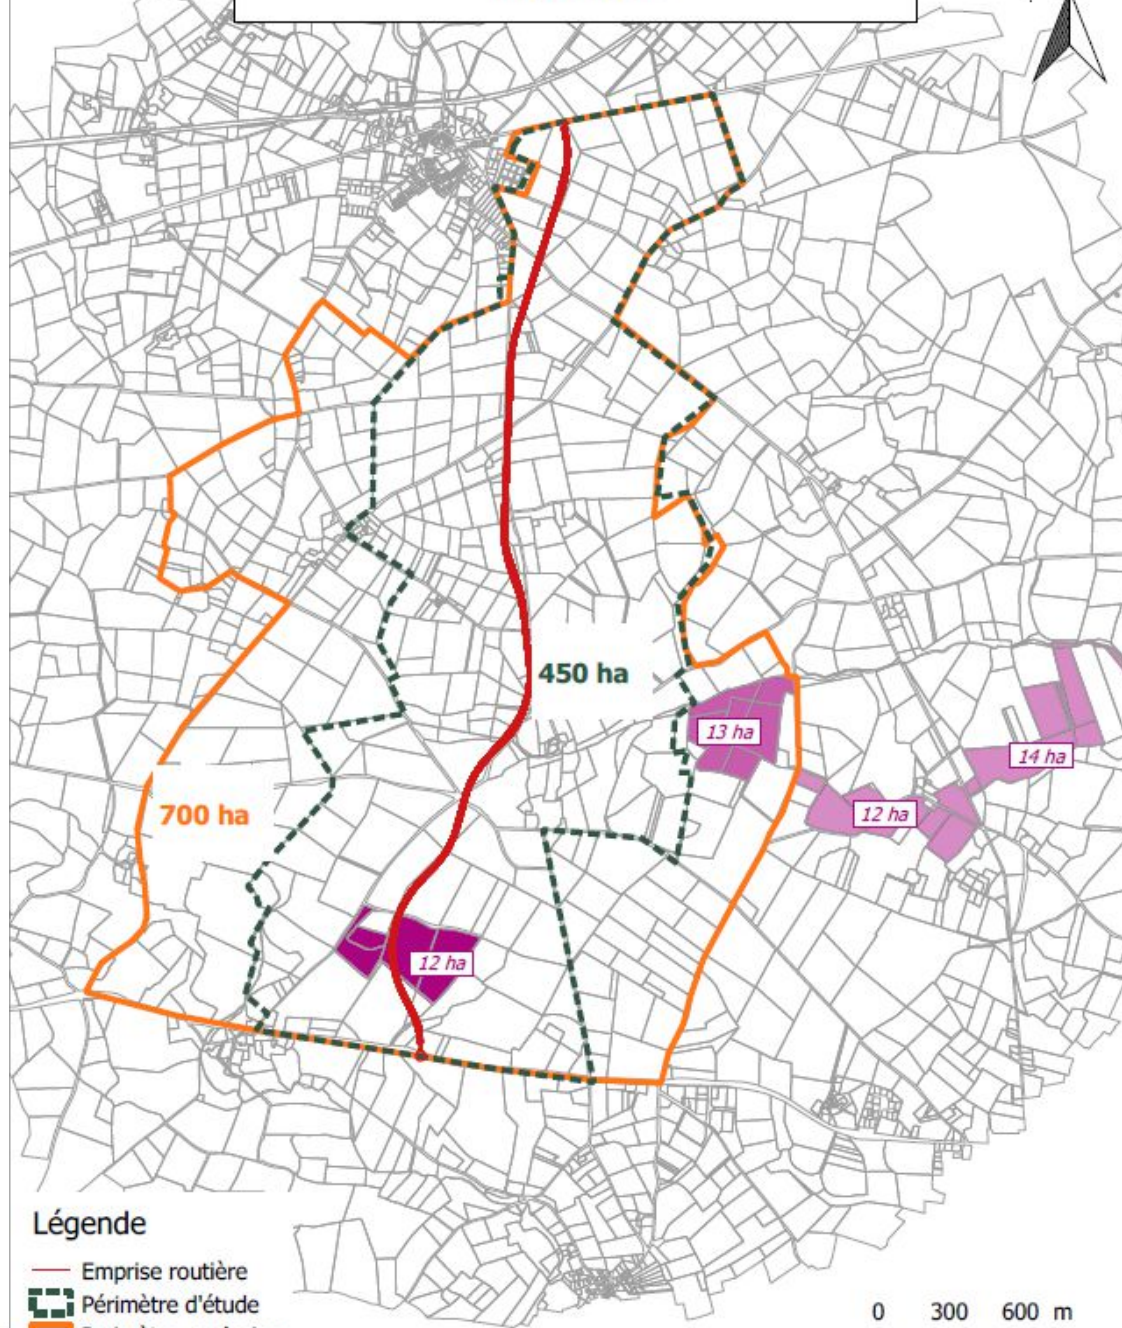 450 ha
13 ha
14 ha
700 ha
12 ha
12 ha
Légende
Emprise routière
Périmètre d'étude
0 300 600 m